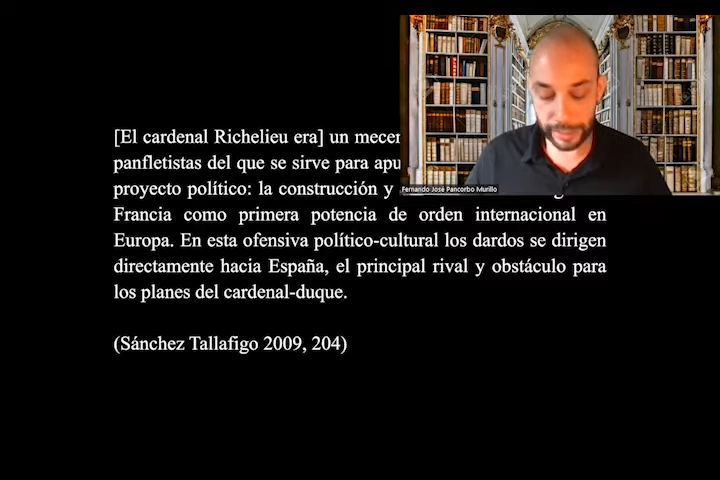 [El cardenal Richelieu era] un mecen
panfletistas del que se sirve para apu
proyecto político: la construcción y
Francia como primera potencia de orden internacional en
Europa. En esta ofensiva político-cultural los dardos se dirigen
directamente hacia España, el principal rival y obstáculo para
los planes del cardenal-duque.
(Sánchez Tallafigo 2009, 204)
Fernando José Pancorbo Murillo